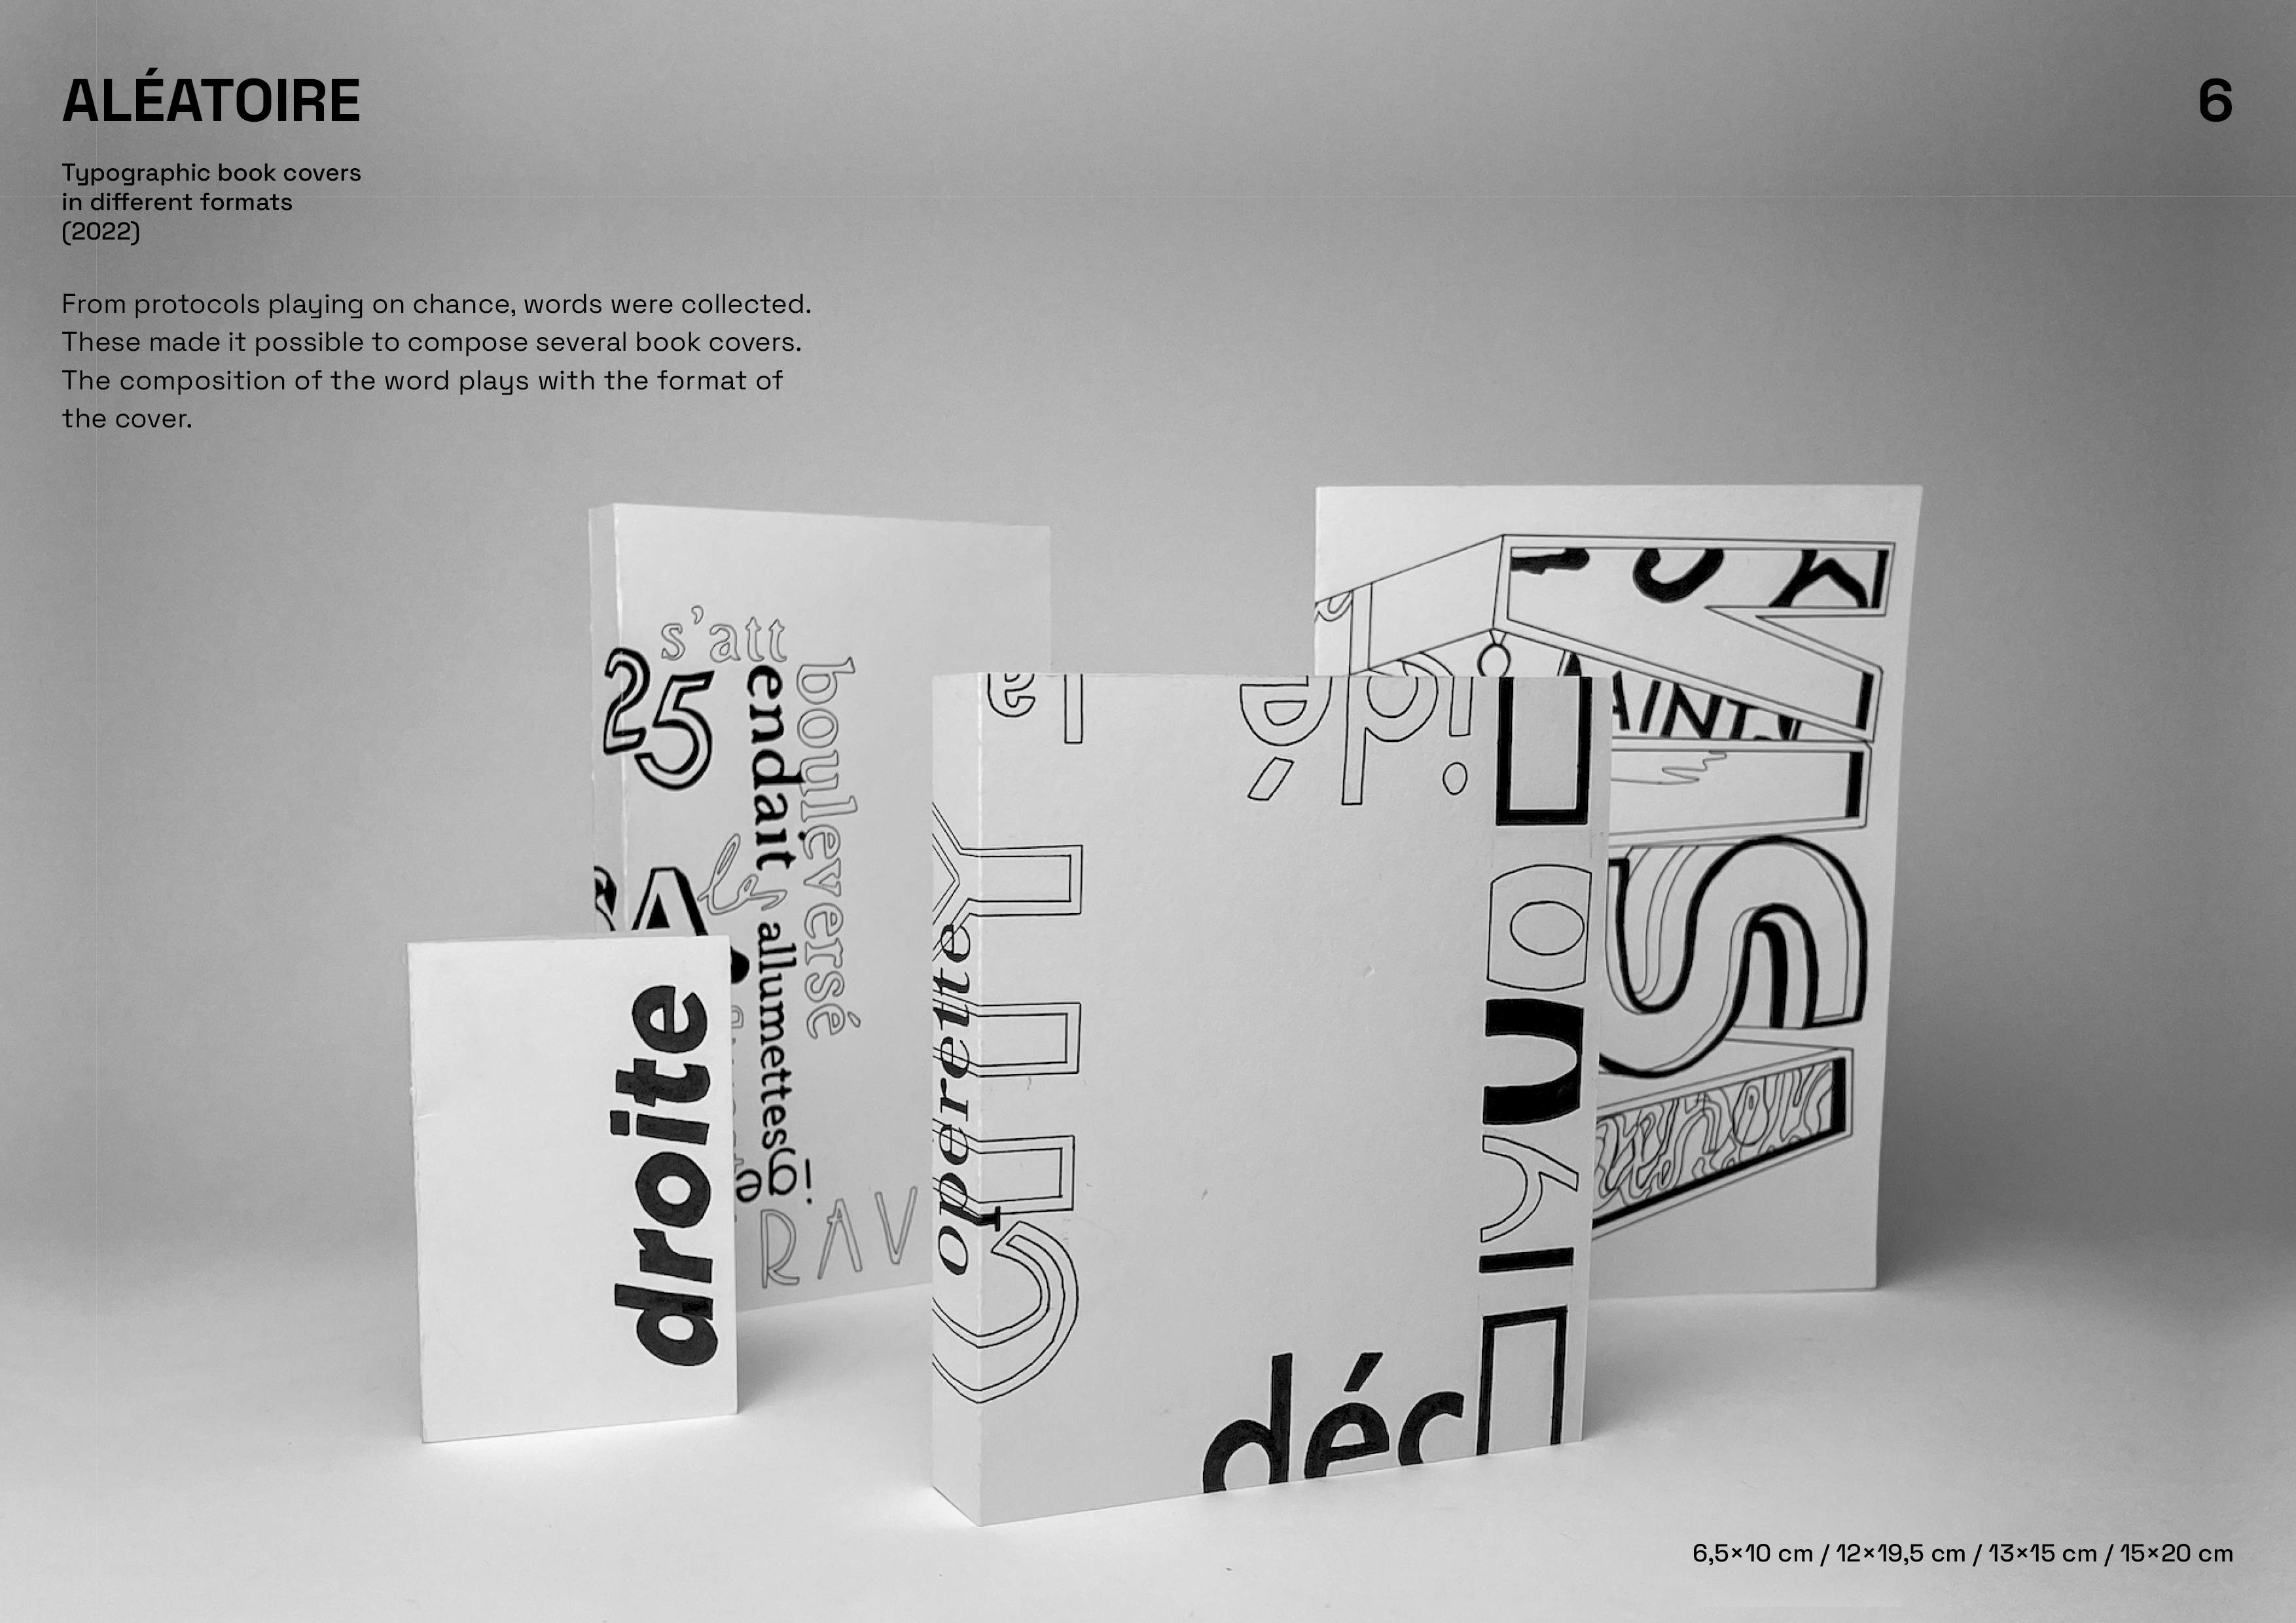 ALÉATOIRE
6
Typographic book covers
in different formats
(2022)
From protocols playing on chance, words were collected.
These made it possible to compose several book covers.
The composition of the word plays with the format of
the cover.
s'att
endait
bouleversé
25
allumettes
RAV
droite
CITY
operette
idé
déc
6,5×10 cm / 12×19,5 cm / 13×15 cm / 15×20 cm